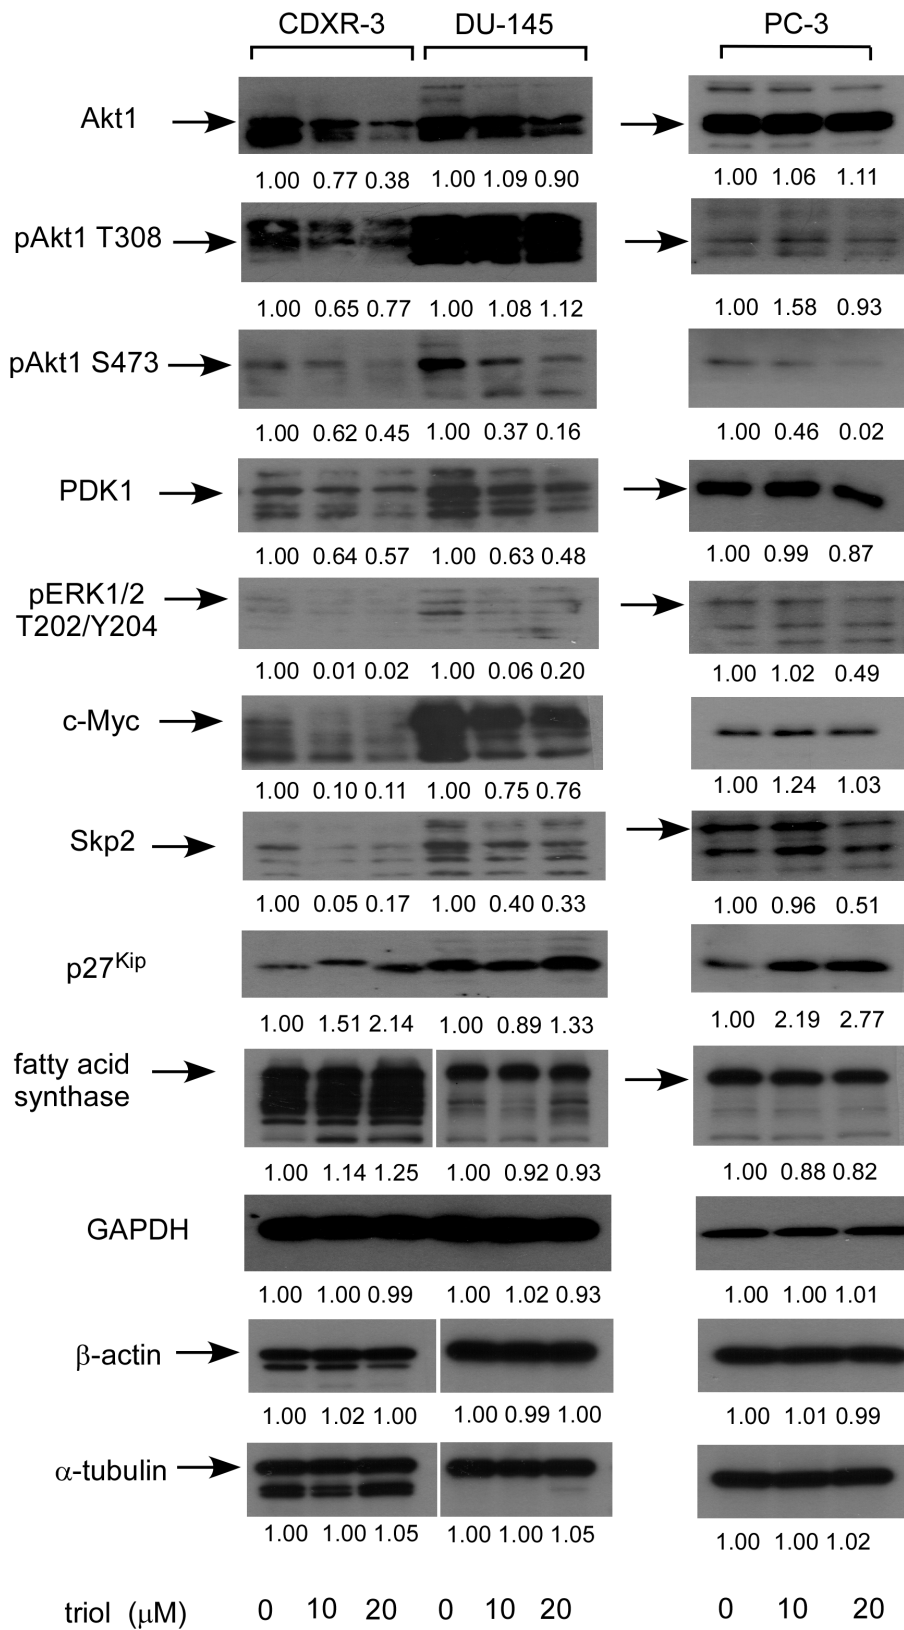 CDXR-3 DU-145 PC-3
Akt1
1.00 0.77 0.38 1.00 1.09 0.90 1.00 1.06 1.11
pAkt1 T308
1.00 0.65 0.77 1.00 1.08 1.12 1.00 1.58 0.93
pAkt1 S473
1.00 0.62 0.45 1.00 0.37 0.16 1.00 0.46 0.02
PDK1
1.00 0.64 0.57 1.00 0.63 0.48 1.00 0.99 0.87
pERK1/2
T202/Y204
1.00 0.01 0.02 1.00 0.06 0.20 1.00 1.02 0.49
c-Myc
1.00 0.10 0.11 1.00 0.75 0.76 1.00 1.24 1.03
Skp2
1.00 0.05 0.17 1.00 0.40 0.33 1.00 0.96 0.51
p27Kip
1.00 1.51 2.14 1.00 0.89 1.33 1.00 2.19 2.77
fatty acid
synthase
1.00 1.14 1.25 1.00 0.92 0.93 1.00 0.88 0.82
GAPDH
1.00 1.00 0.99 1.00 1.02 0.93 1.00 1.00 1.01
β-actin
1.00 1.02 1.00 1.00 0.99 1.00 1.00 1.01 0.99
α-tubulin
1.00 1.00 1.05 1.00 1.00 1.05 1.00 1.00 1.02
triol (μM) 0 10 20 0 10 20 0 10 20